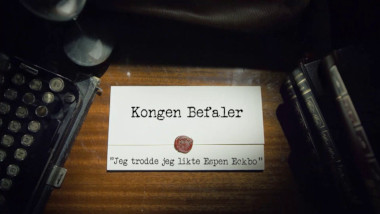 Kongen Befaler
"Jeg trodde jeg likte Espen Eckbo"